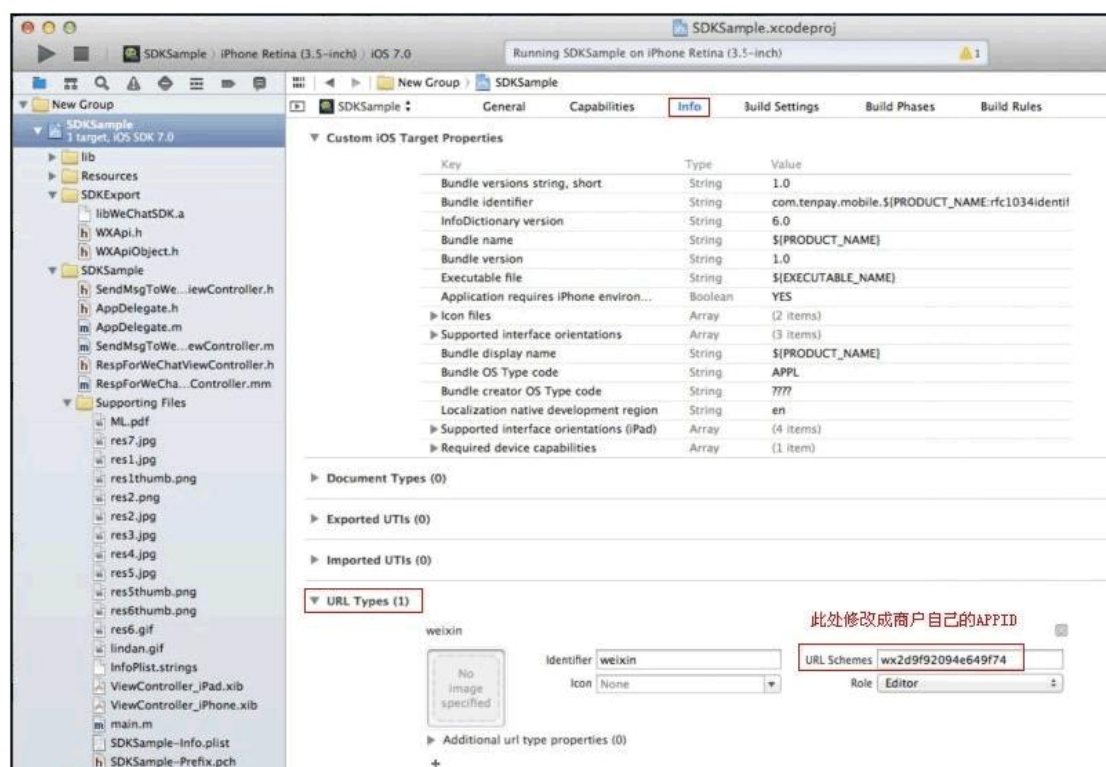 SDKSample.xcodeproj
SDKSample iPhone Retina (3.5-inch) iOS 7.0
Running SDKSample on iPhone Retina (3.5-inch)
1
New Group SDKSample
New Group
SDKSample
1 target, iOS SDK 7.0
lib
Resources
SDKExport
libWeChatSDK.a
WXApi.h
WXApiObject.h
SDKSample
SendMsgToWe...iewController.h
AppDelegate.h
AppDelegate.m
SendMsgToWe...ewController.m
RespForWeChatViewController.h
RespForWeCha...Controller.mm
Supporting Files
ML.pdf
res7.jpg
res1.jpg
res1thumb.png
res2.png
res2.jpg
res3.jpg
res4.jpg
res5.jpg
res5thumb.png
res6thumb.png
res6.gif
lindan.gif
InfoPlist.strings
ViewController_iPad.xib
ViewController_iPhone.xib
main.m
SDKSample-Info.plist
SDKSample-Prefix.pch
SDKSample General Capabilities Info Build Settings Build Phases Build Rules
Custom iOS Target Properties
Key Type Value
Bundle versions string, short String 1.0
Bundle identifier String com.tenpay.mobile.${PRODUCT_NAME:rfc1034identif
InfoDictionary version String 6.0
Bundle name String ${PRODUCT_NAME}
Bundle version String 1.0
Executable file String ${EXECUTABLE_NAME}
Application requires iPhone environ... Boolean YES
Icon files Array (2 items)
Supported interface orientations Array (3 items)
Bundle display name String ${PRODUCT_NAME}
Bundle OS Type code String APPL
Bundle creator OS Type code String ????
Localization native development region String en
Supported interface orientations (iPad) Array (4 items)
Required device capabilities Array (1 item)
Document Types (0)
Exported UTIs (0)
Imported UTIs (0)
URL Types (1)
此处修改成商户自己的APPID
weixin
No image specified
Identifier weixin URL Schemes wx2d9f92094e649f74
Icon None Role Editor
Additional url type properties (0)
+